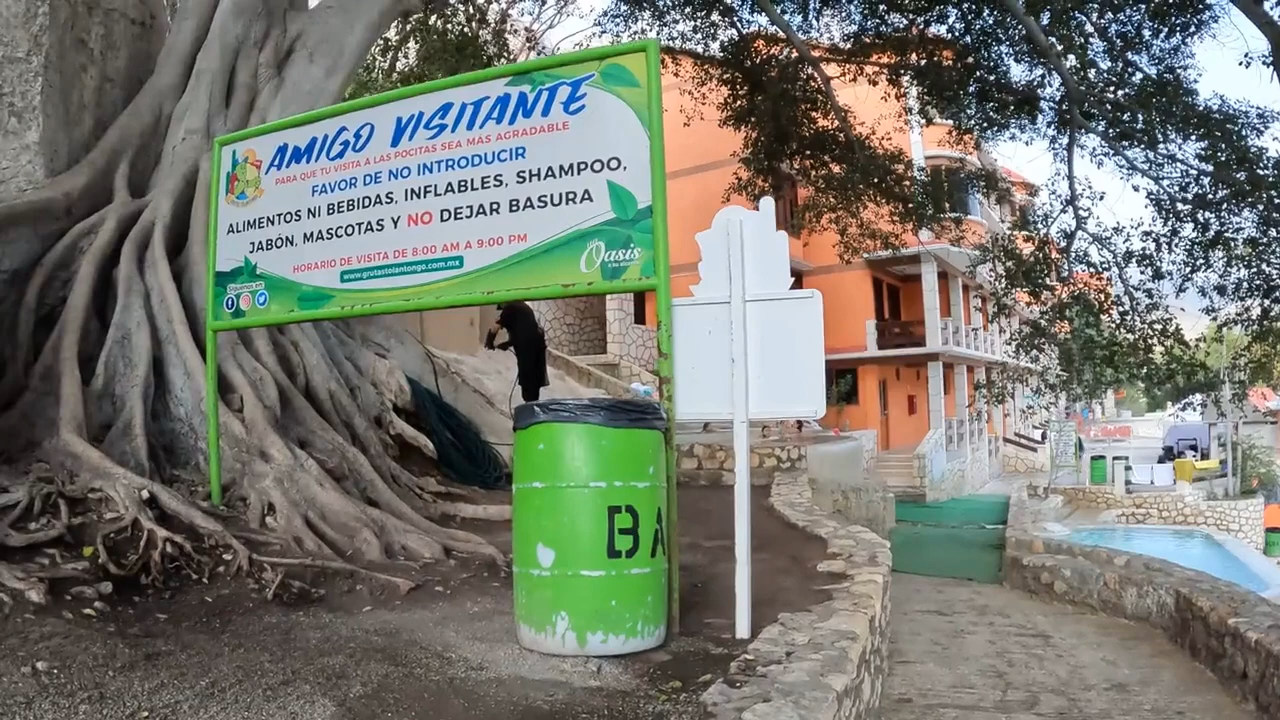 AMIGO VISITANTE
PARA QUE TU VISITA A LAS POCITAS SEA MÁS AGRADABLE
FAVOR DE NO INTRODUCIR
ALIMENTOS NI BEBIDAS, INFLABLES, SHAMPOO,
JABÓN, MASCOTAS Y NO DEJAR BASURA
HORARIO DE VISITA DE 8:00 AM A 9:00 PM
www.grutastolantongo.com.mx
Síguenos en:
Oasis
BA